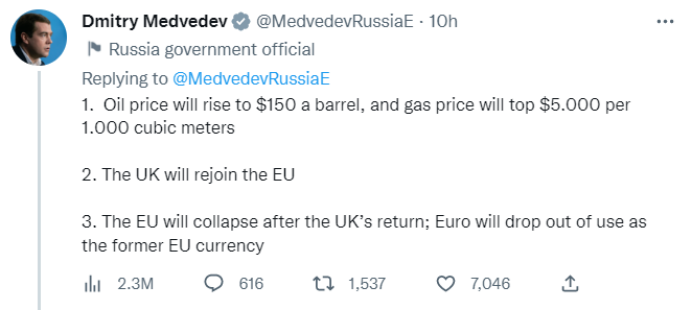 Dmitry Medvedev @MedvedevRussiaE · 10h
Russia government official
Replying to @MedvedevRussiaE
1.  Oil price will rise to $150 a barrel, and gas price will top $5.000 per
1.000 cubic meters
2. The UK will rejoin the EU
3. The EU will collapse after the UK’s return; Euro will drop out of use as
the former EU currency
2.3M 616 1,537 7,046